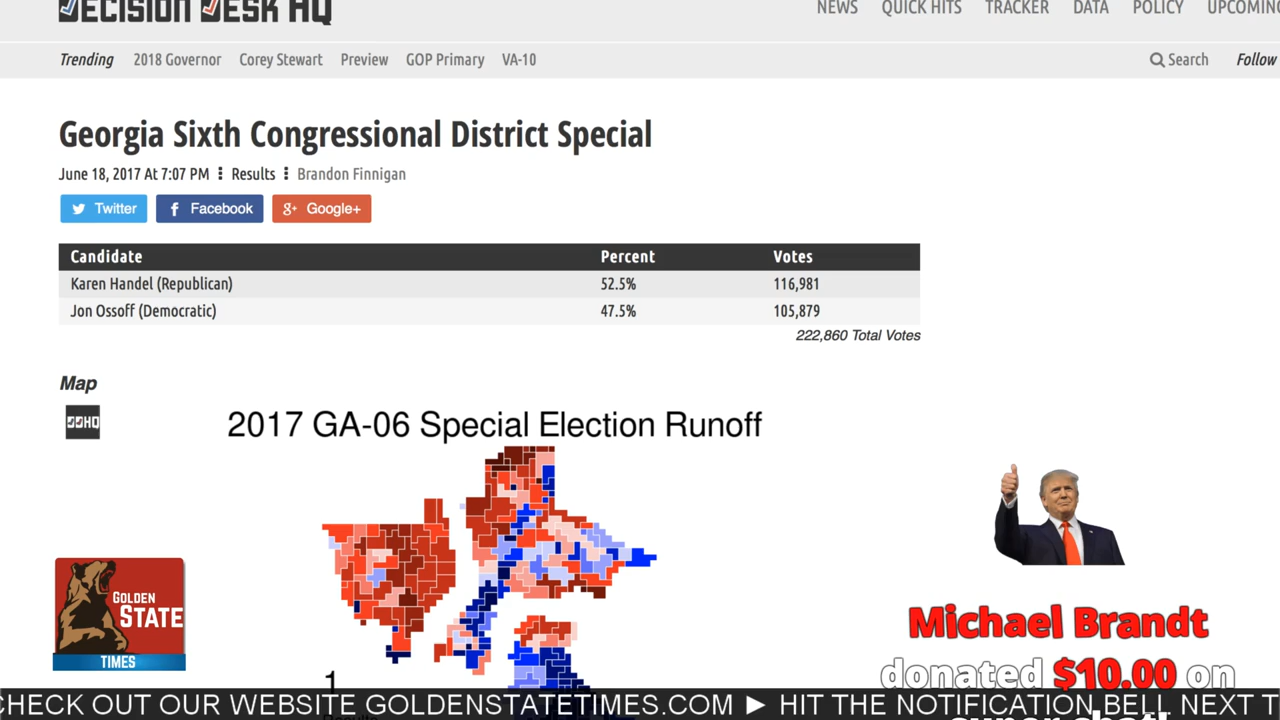 DECISION DESK HQ
NEWS QUICK HITS TRACKER DATA POLICY UPCOMING
Trending 2018 Governor Corey Stewart Preview GOP Primary VA-10 Search Follow
Georgia Sixth Congressional District Special
June 18, 2017 At 7:07 PM Results Brandon Finnigan
Twitter Facebook Google+
Candidate Percent Votes
Karen Handel (Republican) 52.5% 116,981
Jon Ossoff (Democratic) 47.5% 105,879
222,860 Total Votes
Map
DDHQ
2017 GA-06 Special Election Runoff
GOLDEN
STATE
TIMES
Michael Brandt
donated $10.00 on
1
CHECK OUT OUR WEBSITE GOLDENSTATETIMES.COM ► HIT THE NOTIFICATION BELL NEXT T